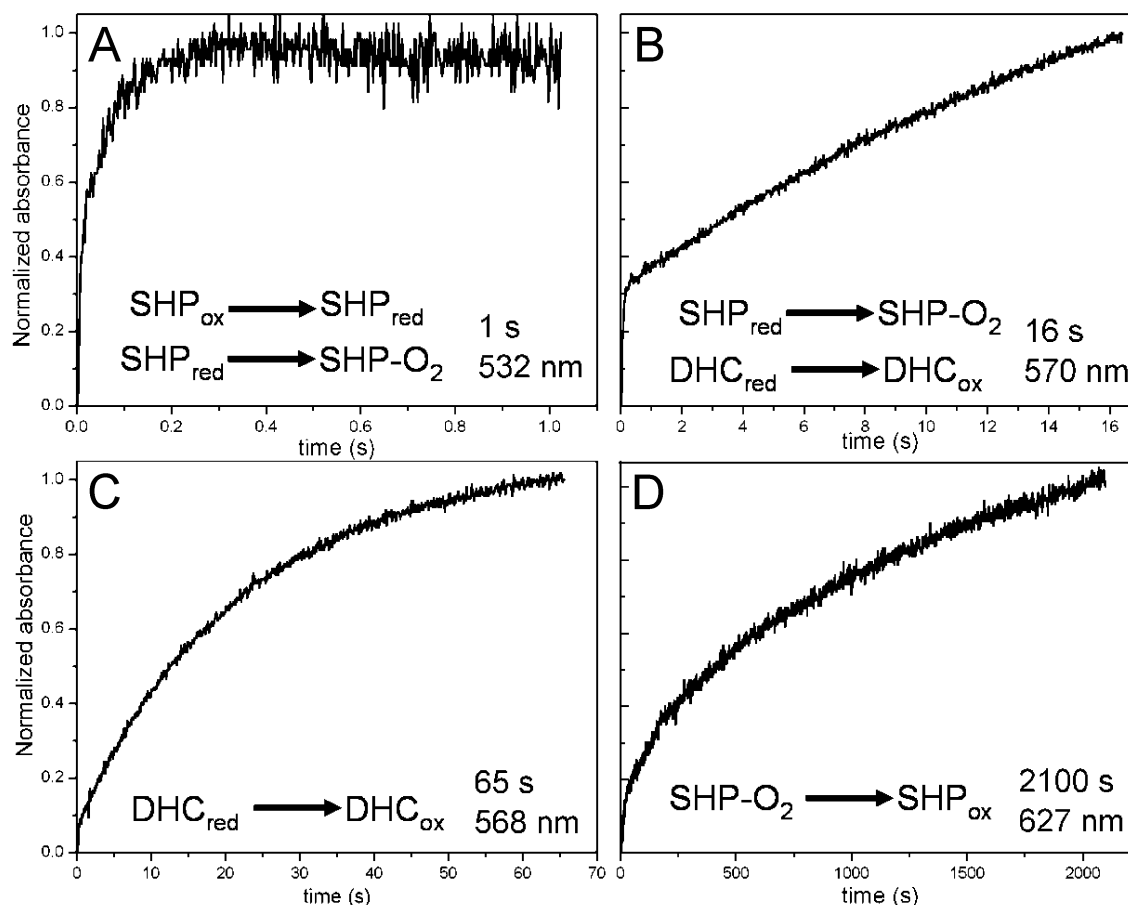 A
Normalized absorbance
1.0
0.8
0.6
0.4
0.2
0.0
SHPox SHPred
SHPred SHP-O2
1 s
532 nm
0.0 0.2 0.4 0.6 0.8 1.0
time (s)
B
SHPred SHP-O2
DHCred DHCox
16 s
570 nm
0 2 4 6 8 10 12 14 16
time (s)
C
Normalized absorbance
1.0
0.8
0.6
0.4
0.2
0.0
DHCred DHCox
65 s
568 nm
0 10 20 30 40 50 60 70
time (s)
D
SHP-O2 SHPox
2100 s
627 nm
0 500 1000 1500 2000
time (s)